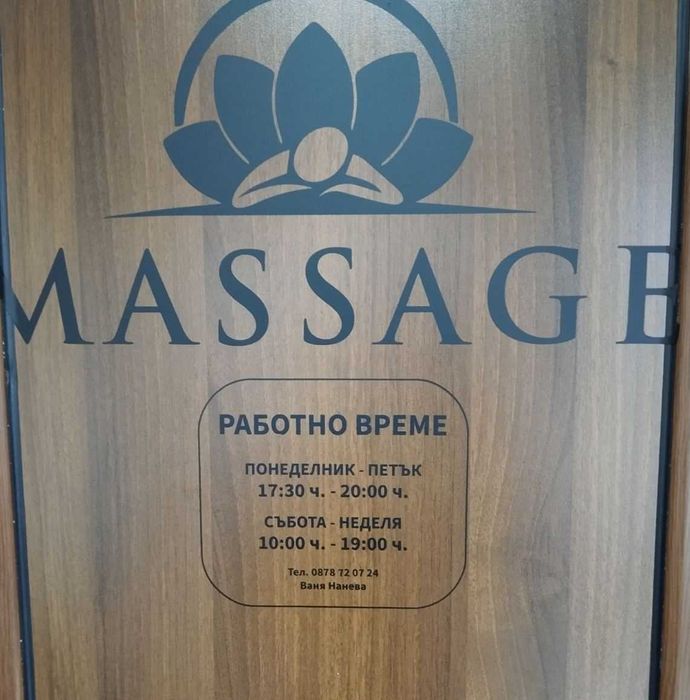 MASSAGE
РАБОТНО ВРЕМЕ
ПОНЕДЕЛНИК - ПЕТЪК
17:30 ч. - 20:00 ч.
СЪБОТА - НЕДЕЛЯ
10:00 ч. - 19:00 ч.
Тел. 0878 72 07 24
Ваня Нанева